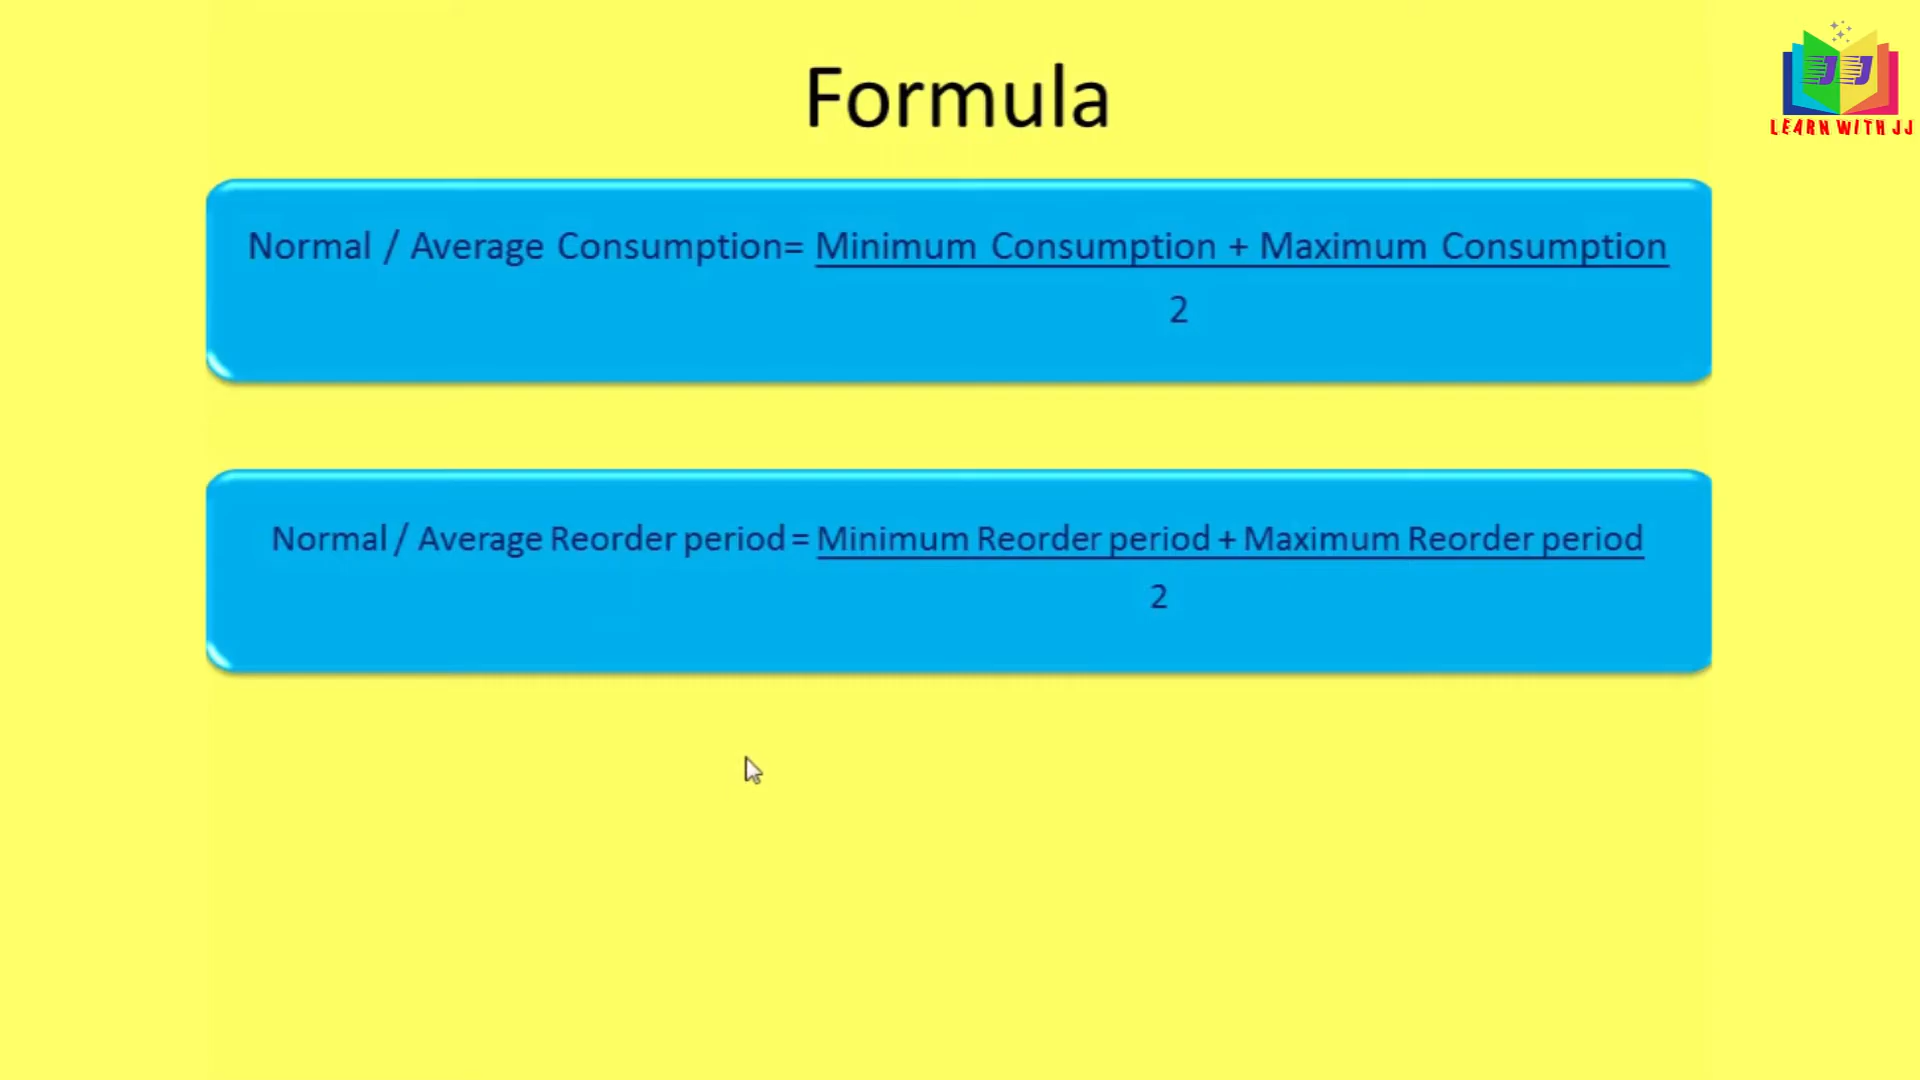 Formula
JJ
LEARN WITH JJ
Normal / Average Consumption= Minimum Consumption + Maximum Consumption
2
Normal / Average Reorder period = Minimum Reorder period + Maximum Reorder period
2